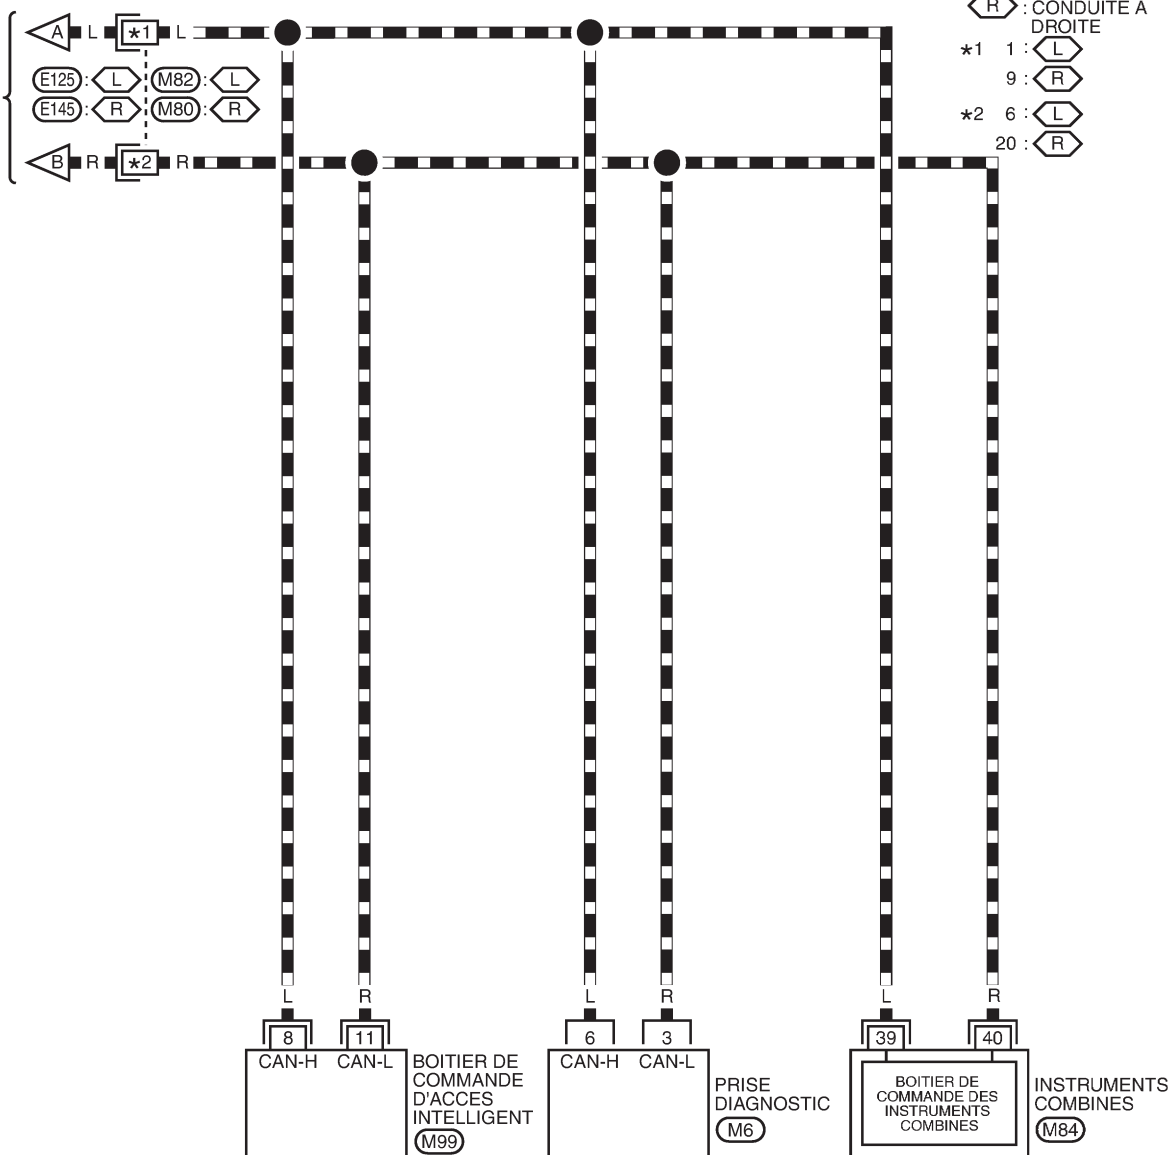 R : CONDUITE A
DROITE
A L *1 L
*1 1 : L
9 : R
E125 : L M82 : L
E145 : R M80 : R
*2 6 : L
20 : R
B R *2 R
L R L R L R
8 11 6 3 39 40
CAN-H CAN-L CAN-H CAN-L
BOITIER DE
COMMANDE
D'ACCES
INTELLIGENT
M99
PRISE
DIAGNOSTIC
M6
BOITIER DE
COMMANDE DES
INSTRUMENTS
COMBINES
INSTRUMENTS
COMBINES
M84